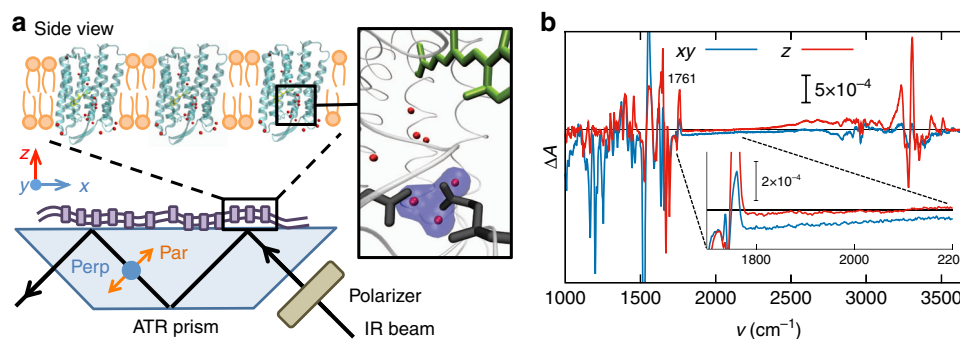 a
Side view
z
y
x
Perp
Par
ATR prism
Polarizer
IR beam
b
xy
z
1761
5×10⁻⁴
ΔA
2×10⁻⁴
1800
2000
220
1000
1500
2000
2500
3000
3500
ν (cm⁻¹)